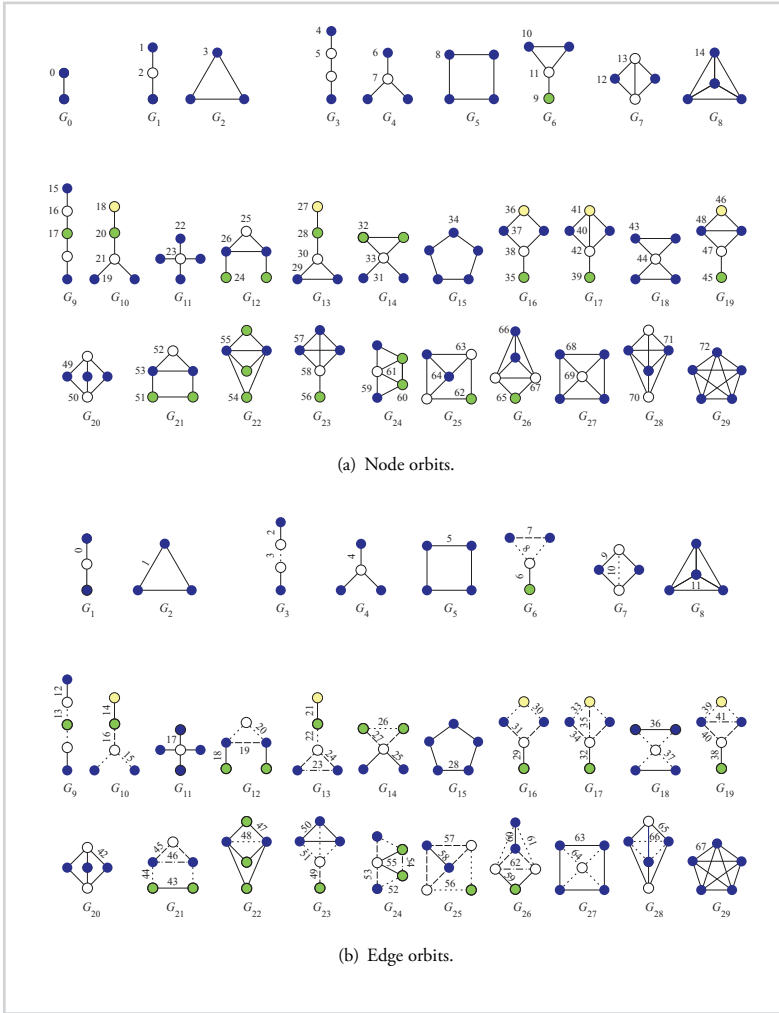 4
10
0 1 3 5 6 8 13 14
2 7 11 12
9
G0 G1 G2 G3 G4 G5 G6 G7 G8
15 18 22 25 27 32 34 36 41 46
16 26 28 43 48
17 20 23 30 33 37 40 44
21 29 38 42 47
19 24 31 35 39 45
G9 G10 G11 G12 G13 G14 G15 G16 G17 G18 G19
49 52 55 57 63 66 68 71 72
53 58 61 64 69
50 51 54 56 59 60 62 65 67 70
G20 G21 G22 G23 G24 G25 G26 G27 G28 G29
(a) Node orbits.
0 1 2 3 4 5 7 8 6 9 10 11
G1 G2 G3 G4 G5 G6 G7 G8
12 14 17 20 21 26 30 33 36 39
13 16 15 19 18 22 24 23 27 25 28 31 29 35 34 32 37 41 40 38
G9 G10 G11 G12 G13 G14 G15 G16 G17 G18 G19
42 45 46 44 43 47 48 50 51 49 54 55 53 52 57 58 56 60 61 62 59 63 64 65 66 67
G20 G21 G22 G23 G24 G25 G26 G27 G28 G29
(b) Edge orbits.